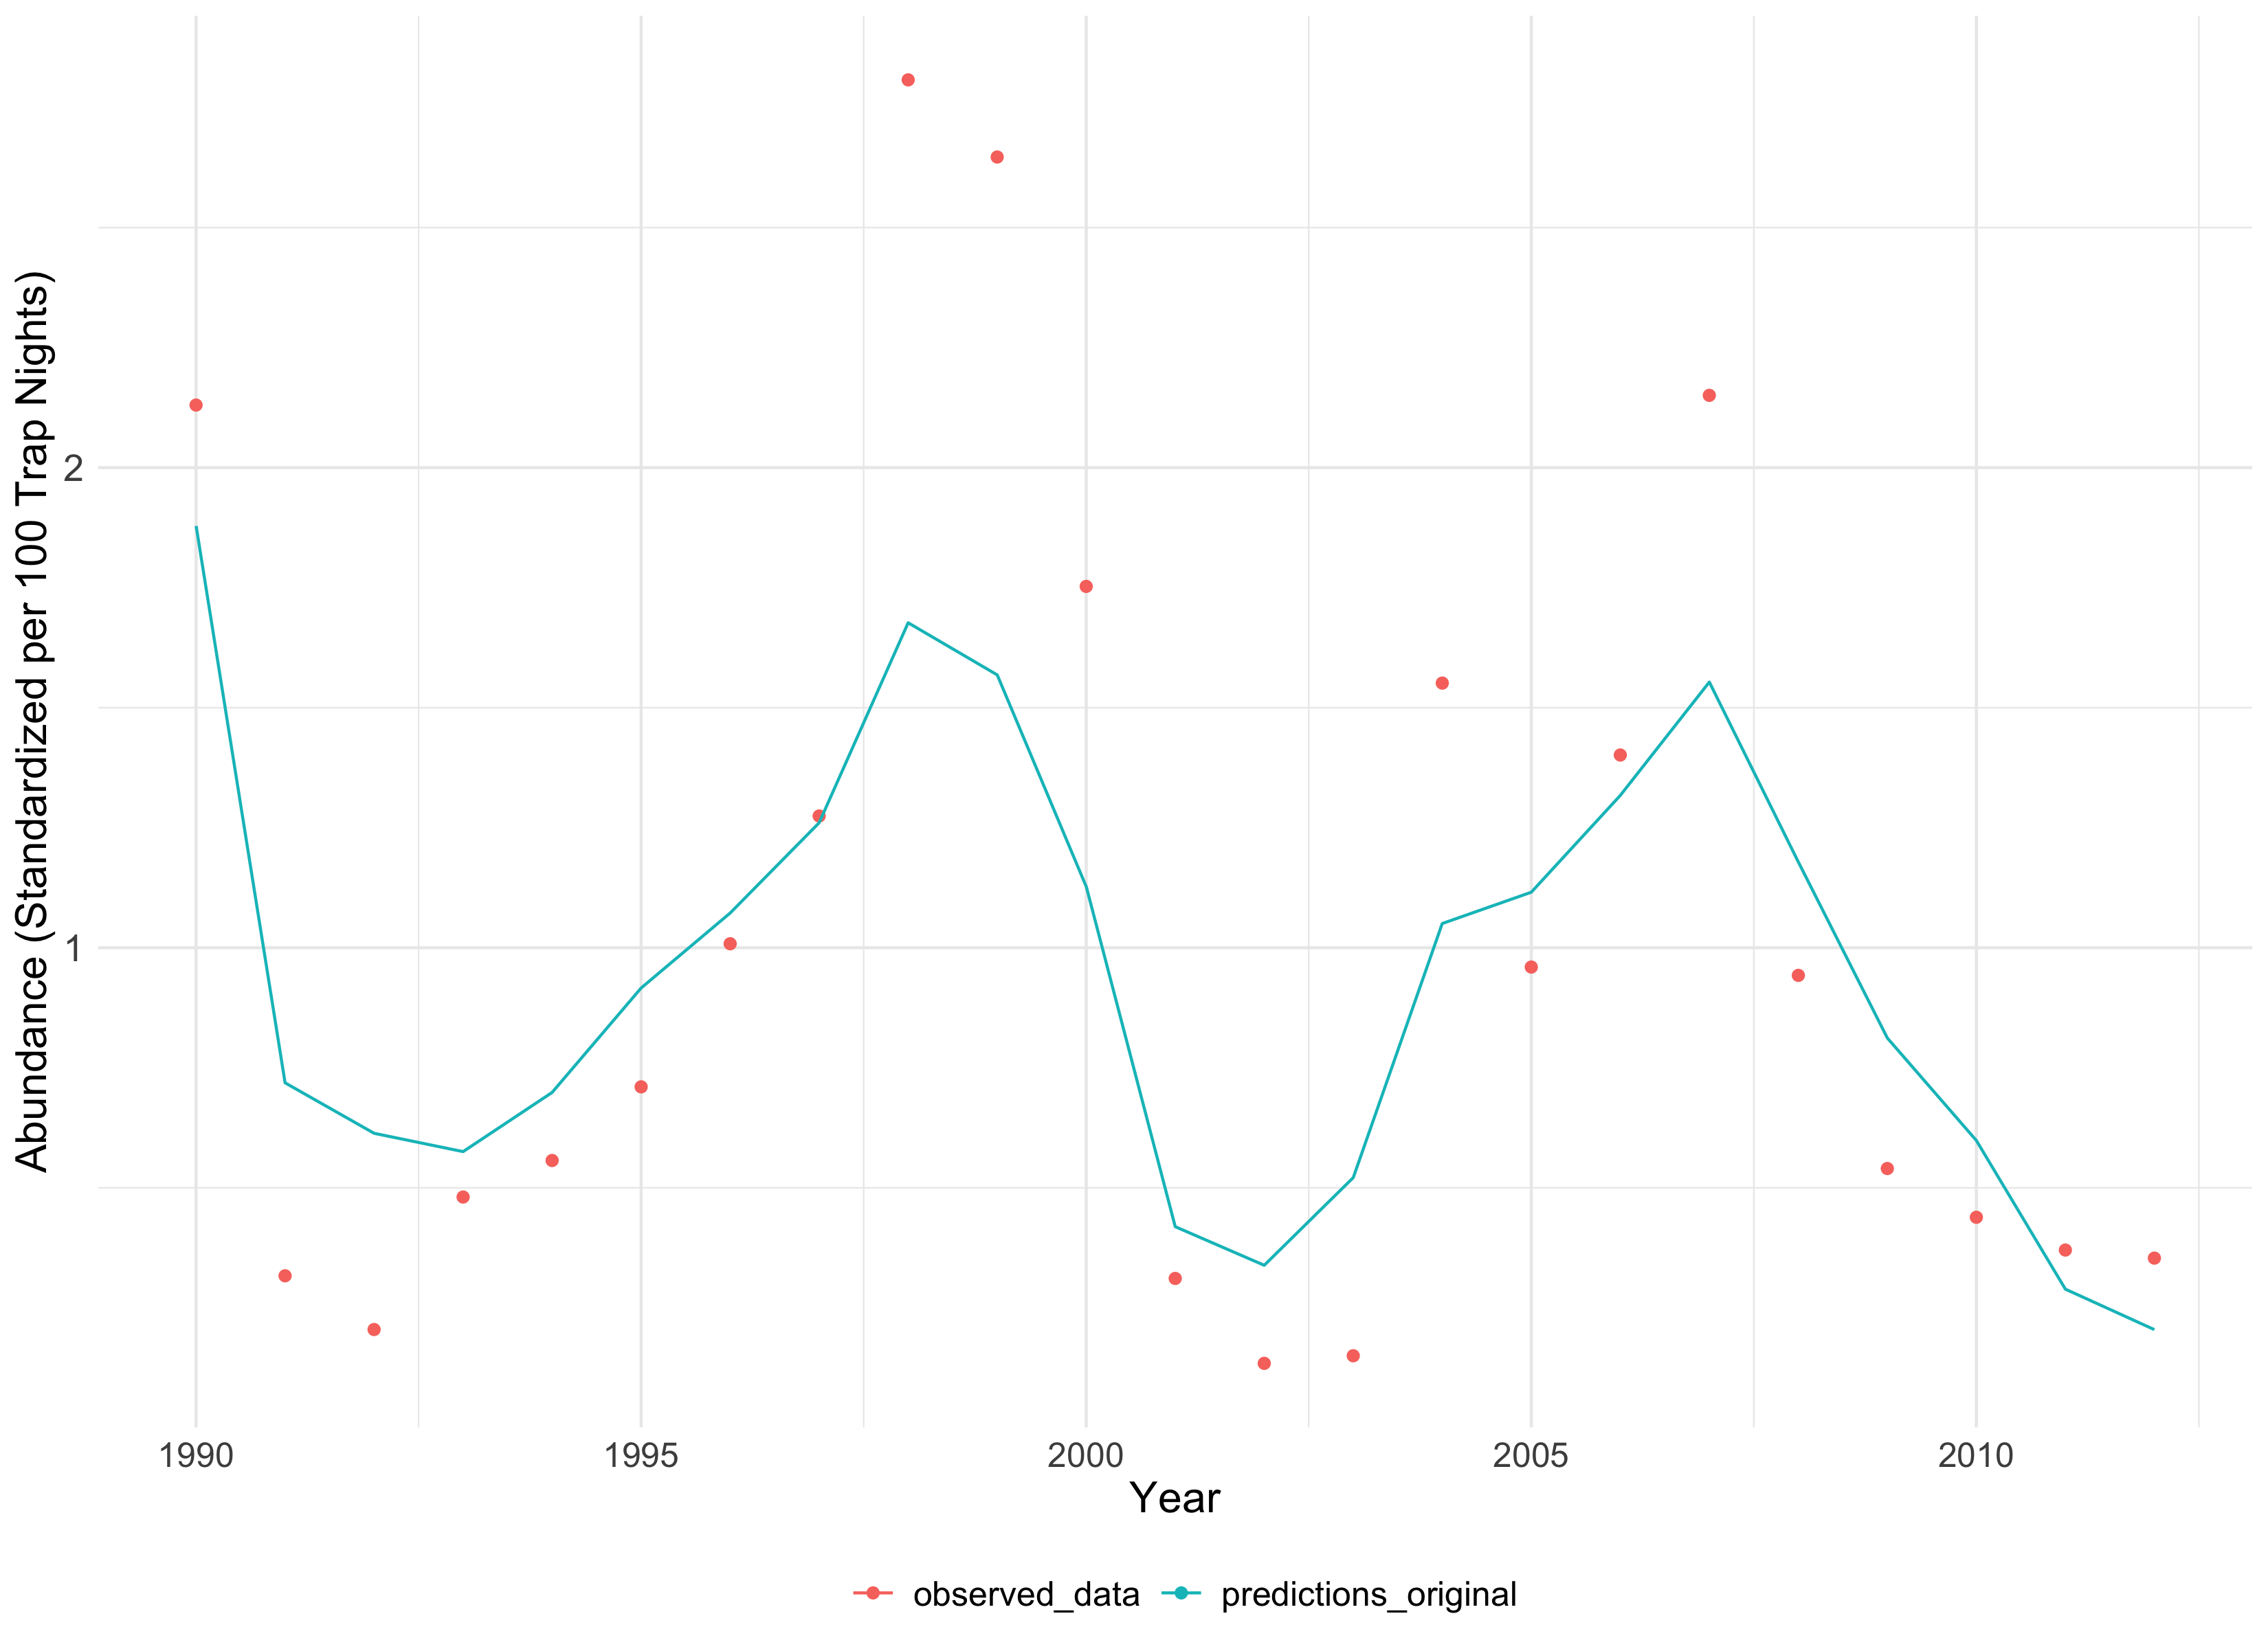 Abundance (Standardized per 100 Trap Nights)
2
1
1990 1995 2000 2005 2010
Year
observed_data predictions_original